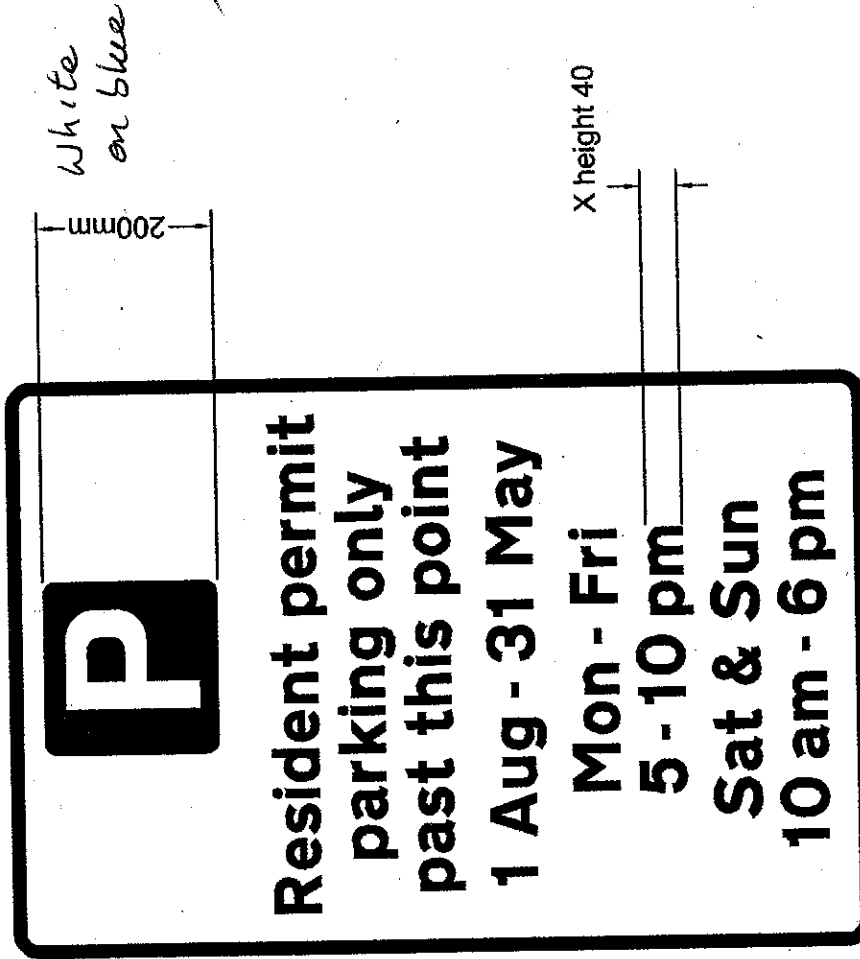 White
on blue
200mm
P
Resident permit
parking only
past this point
1 Aug - 31 May
Mon - Fri
5 - 10 pm
Sat & Sun
10 am - 6 pm
X height 40